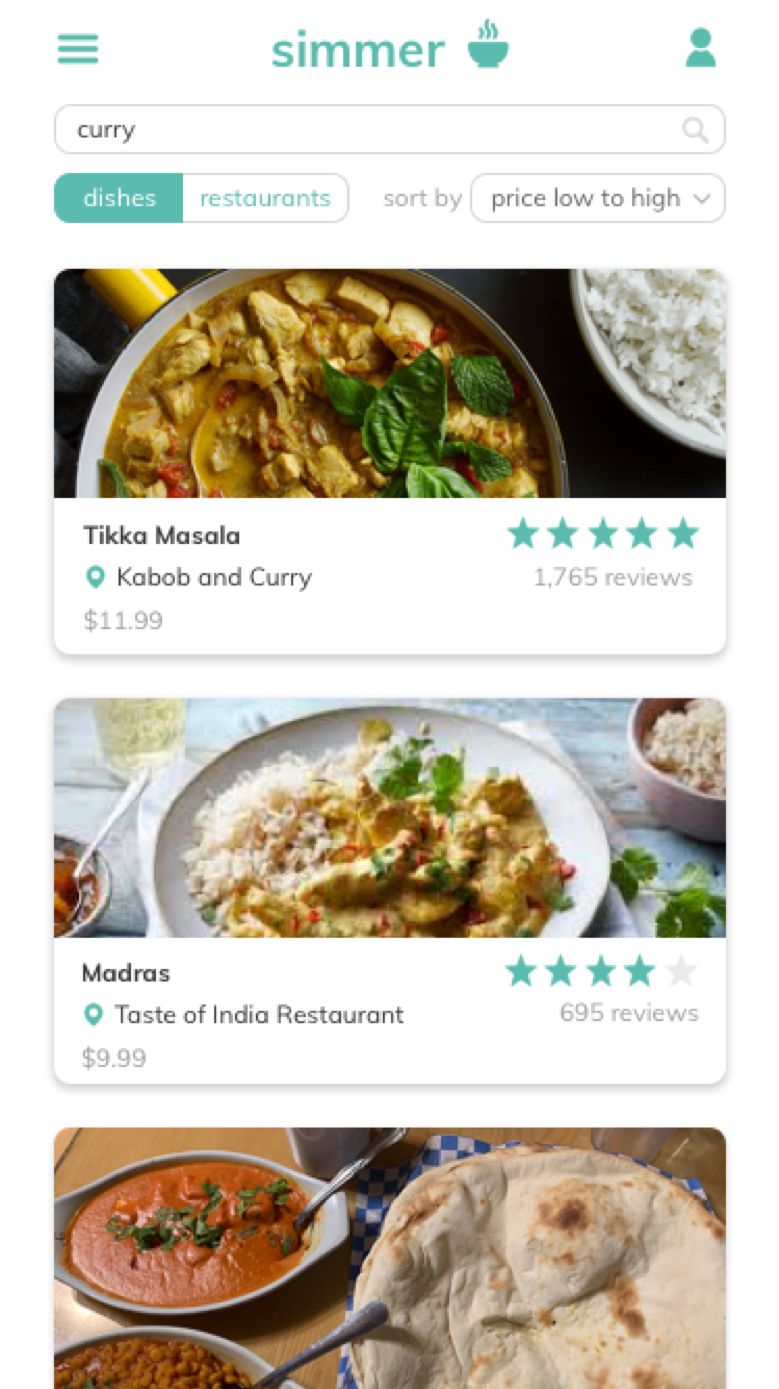 simmer
curry
dishes restaurants sort by price low to high
Tikka Masala
Kabob and Curry 1,765 reviews
$11.99
Madras
Taste of India Restaurant 695 reviews
$9.99